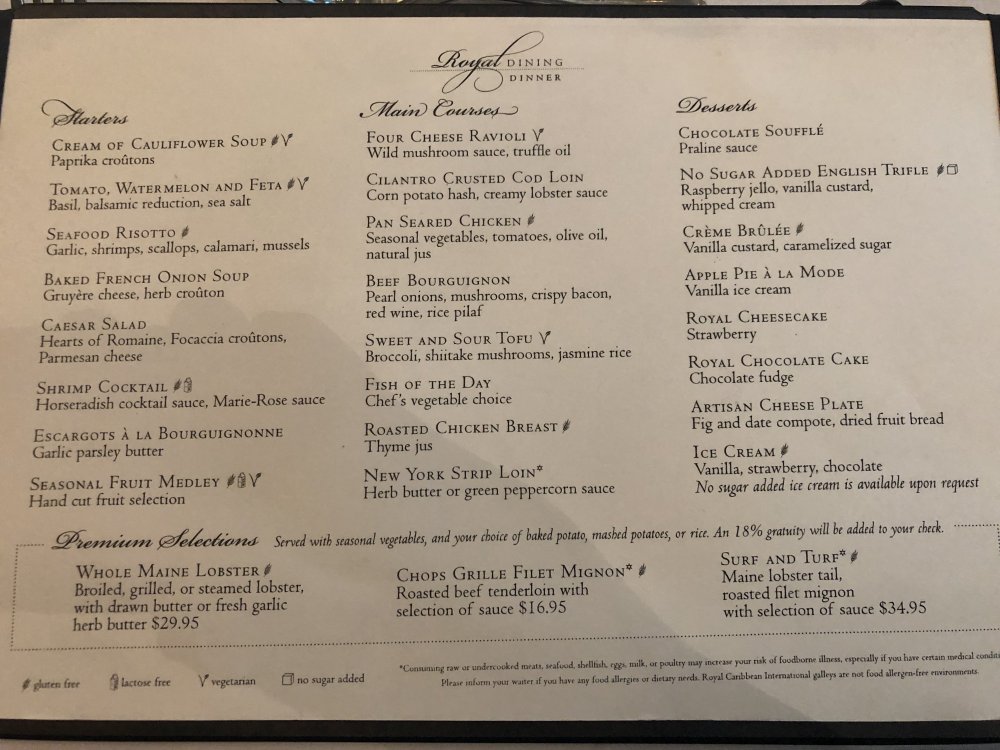 Royal DINING
DINNER
Starters
CREAM OF CAULIFLOWER SOUP
Paprika croûtons
TOMATO, WATERMELON AND FETA
Basil, balsamic reduction, sea salt
SEAFOOD RISOTTO
Garlic, shrimps, scallops, calamari, mussels
BAKED FRENCH ONION SOUP
Gruyère cheese, herb croûton
CAESAR SALAD
Hearts of Romaine, Focaccia croûtons,
Parmesan cheese
SHRIMP COCKTAIL
Horseradish cocktail sauce, Marie-Rose sauce
ESCARGOTS À LA BOURGUIGNONNE
Garlic parsley butter
SEASONAL FRUIT MEDLEY
Hand cut fruit selection
Main Courses
FOUR CHEESE RAVIOLI
Wild mushroom sauce, truffle oil
CILANTRO CRUSTED COD LOIN
Corn potato hash, creamy lobster sauce
PAN SEARED CHICKEN
Seasonal vegetables, tomatoes, olive oil,
natural jus
BEEF BOURGUIGNON
Pearl onions, mushrooms, crispy bacon,
red wine, rice pilaf
SWEET AND SOUR TOFU
Broccoli, shiitake mushrooms, jasmine rice
FISH OF THE DAY
Chef's vegetable choice
ROASTED CHICKEN BREAST
Thyme jus
NEW YORK STRIP LOIN*
Herb butter or green peppercorn sauce
Desserts
CHOCOLATE SOUFFLÉ
Praline sauce
NO SUGAR ADDED ENGLISH TRIFLE
Raspberry jello, vanilla custard,
whipped cream
CRÈME BRÛLÉE
Vanilla custard, caramelized sugar
APPLE PIE À LA MODE
Vanilla ice cream
ROYAL CHEESECAKE
Strawberry
ROYAL CHOCOLATE CAKE
Chocolate fudge
ARTISAN CHEESE PLATE
Fig and date compote, dried fruit bread
ICE CREAM
Vanilla, strawberry, chocolate
No sugar added ice cream is available upon request
Premium Selections Served with seasonal vegetables, and your choice of baked potato, mashed potatoes, or rice. An 18% gratuity will be added to your check.
WHOLE MAINE LOBSTER
Broiled, grilled, or steamed lobster,
with drawn butter or fresh garlic
herb butter $29.95
CHOPS GRILLE FILET MIGNON*
Roasted beef tenderloin with
selection of sauce $16.95
SURF AND TURF*
Maine lobster tail,
roasted filet mignon
with selection of sauce $34.95
gluten free lactose free vegetarian no sugar added
*Consuming raw or undercooked meats, seafood, shellfish, eggs, milk, or poultry may increase your risk of foodborne illness, especially if you have certain medical
Please inform your waiter if you have any food allergies or dietary needs. Royal Caribbean International galleys are not food allergen-free environments.